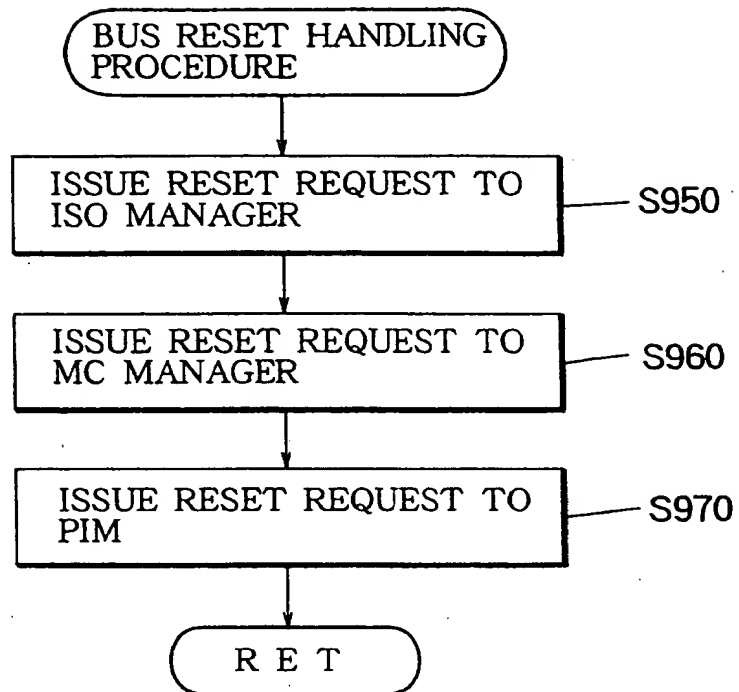 BUS RESET HANDLING
PROCEDURE
ISSUE RESET REQUEST TO
ISO MANAGER
S950
ISSUE RESET REQUEST TO
MC MANAGER
S960
ISSUE RESET REQUEST TO
PIM
S970
R E T